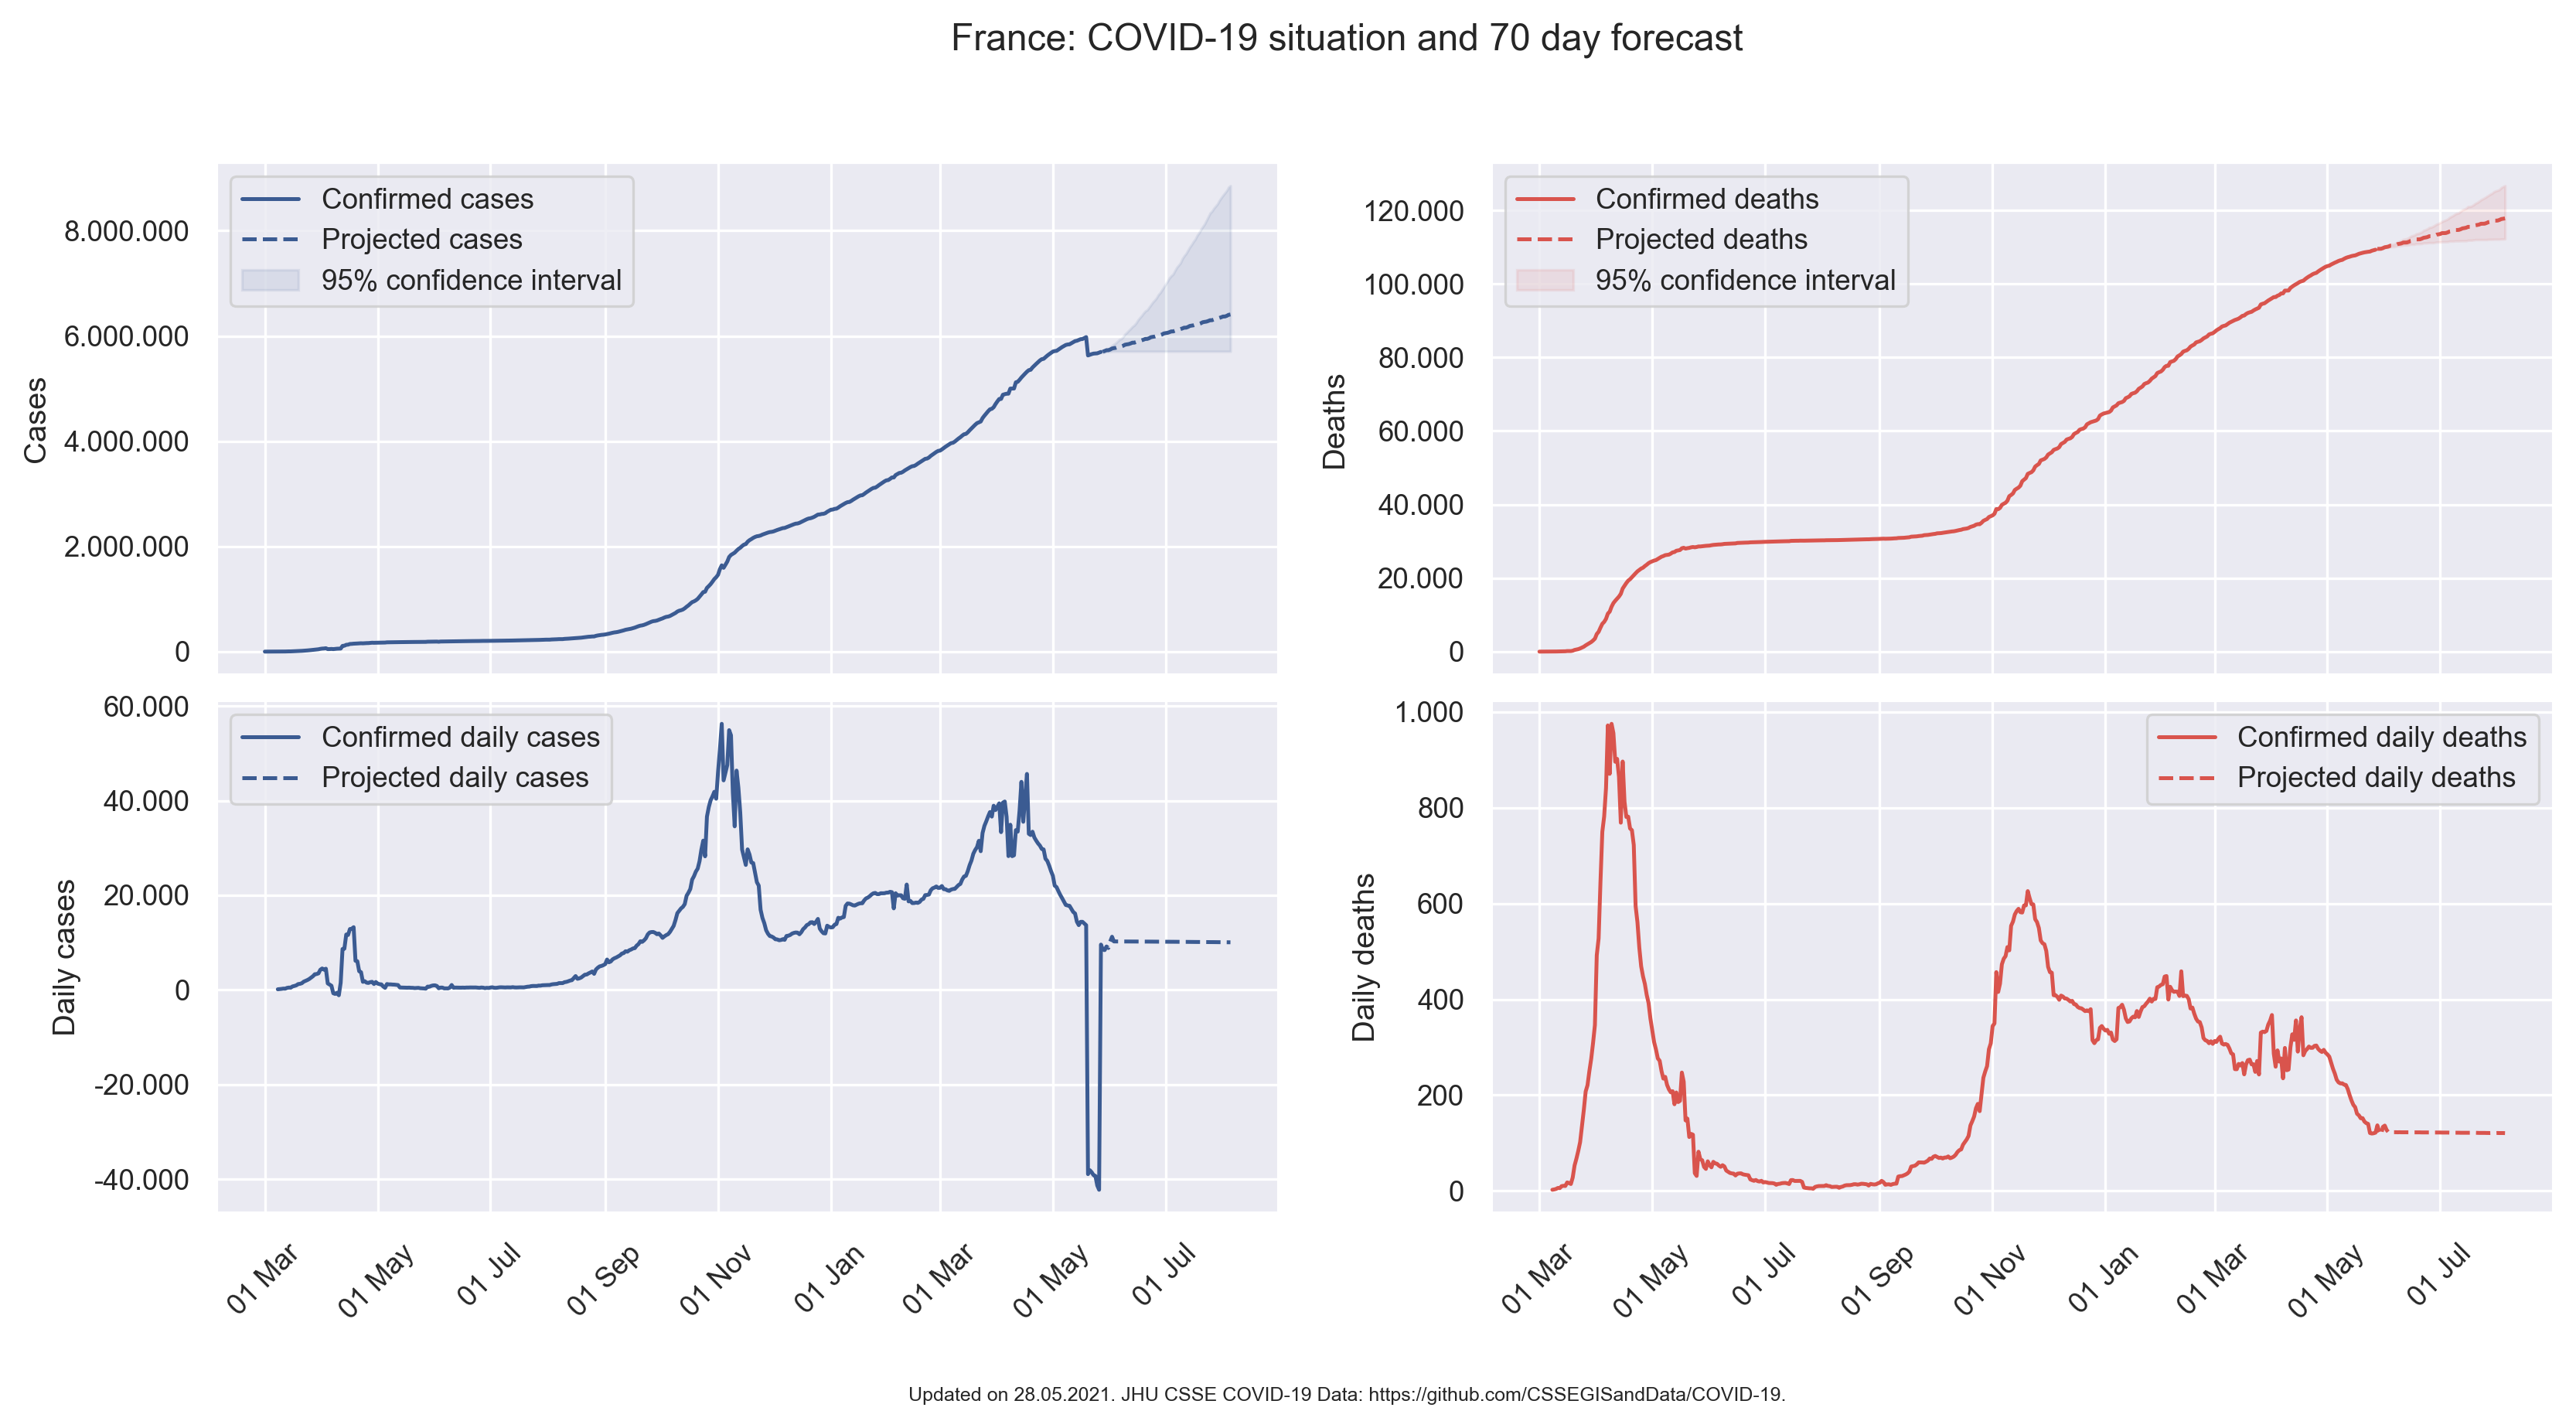 France: COVID-19 situation and 70 day forecast
Confirmed cases
Projected cases
95% confidence interval
Cases
8.000.000
6.000.000
4.000.000
2.000.000
0
Confirmed deaths
Projected deaths
95% confidence interval
Deaths
120.000
100.000
80.000
60.000
40.000
20.000
0
Confirmed daily cases
Projected daily cases
Daily cases
60.000
40.000
20.000
0
-20.000
-40.000
01 Mar
01 May
01 Jul
01 Sep
01 Nov
01 Jan
01 Mar
01 May
01 Jul
Confirmed daily deaths
Projected daily deaths
Daily deaths
1.000
800
600
400
200
0
01 Mar
01 May
01 Jul
01 Sep
01 Nov
01 Jan
01 Mar
01 May
01 Jul
Updated on 28.05.2021. JHU CSSE COVID-19 Data: https://github.com/CSSEGISandData/COVID-19.